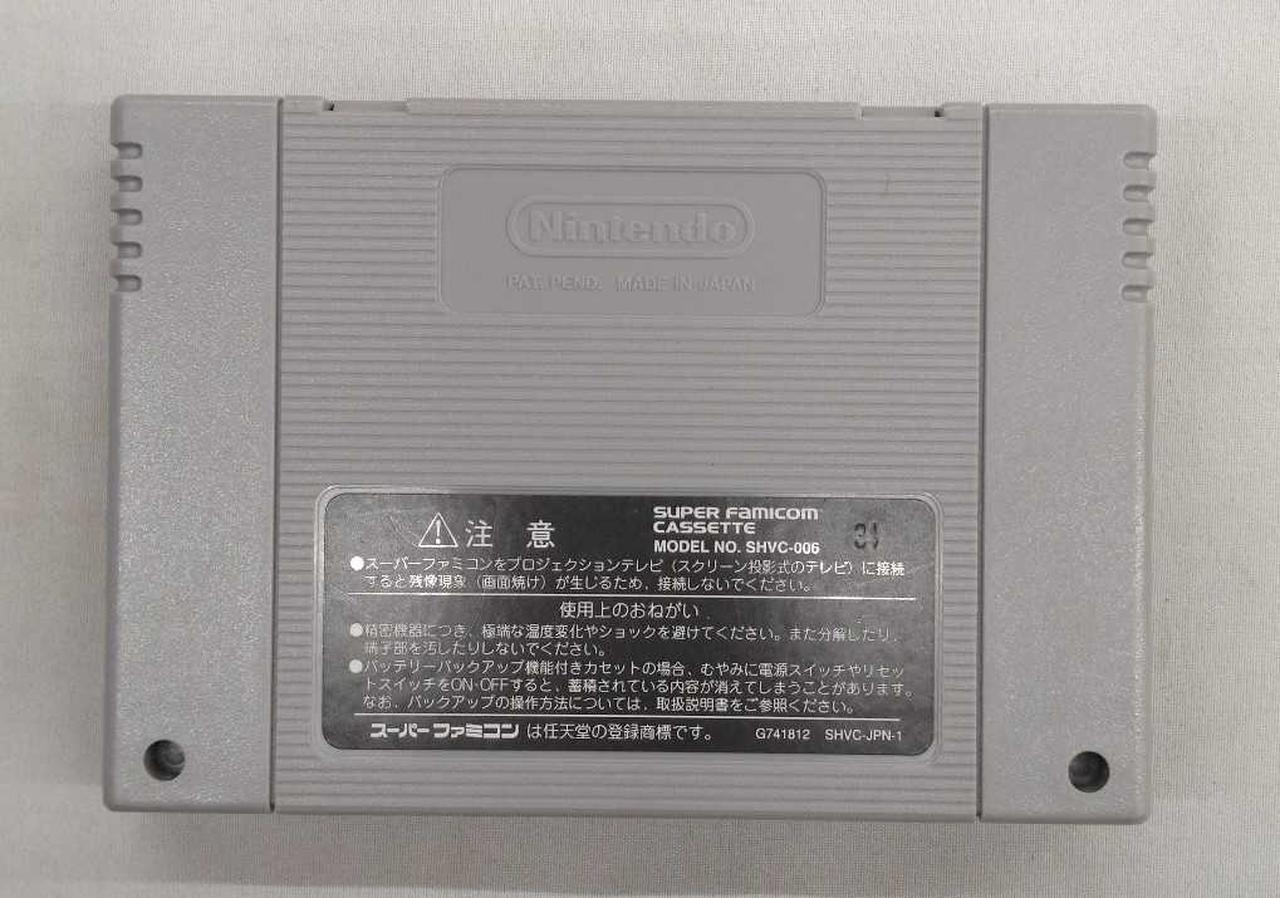 Nintendo
PAT. PEND. MADE IN JAPAN
注意
SUPER FAMICOM
CASSETTE
MODEL NO. SHVC-006
31
●スーパーファミコンをプロジェクションテレビ（スクリーン投影式のテレビ）に接続
すると残像現象（画面焼け）が生じるため、接続しないでください。
使用上のおねがい
●精密機器につき、極端な温度変化やショックを避けてください。また分解したり、
端子部を汚したりしないでください。
●バッテリーバックアップ機能付きカセットの場合、むやみに電源スイッチやリセッ
トスイッチをON・OFFすると、蓄積されている内容が消えてしまうことがあります。
なお、バックアップの操作方法については、取扱説明書をご参照ください。
スーパーファミコンは任天堂の登録商標です。 G741812 SHVC-JPN-1